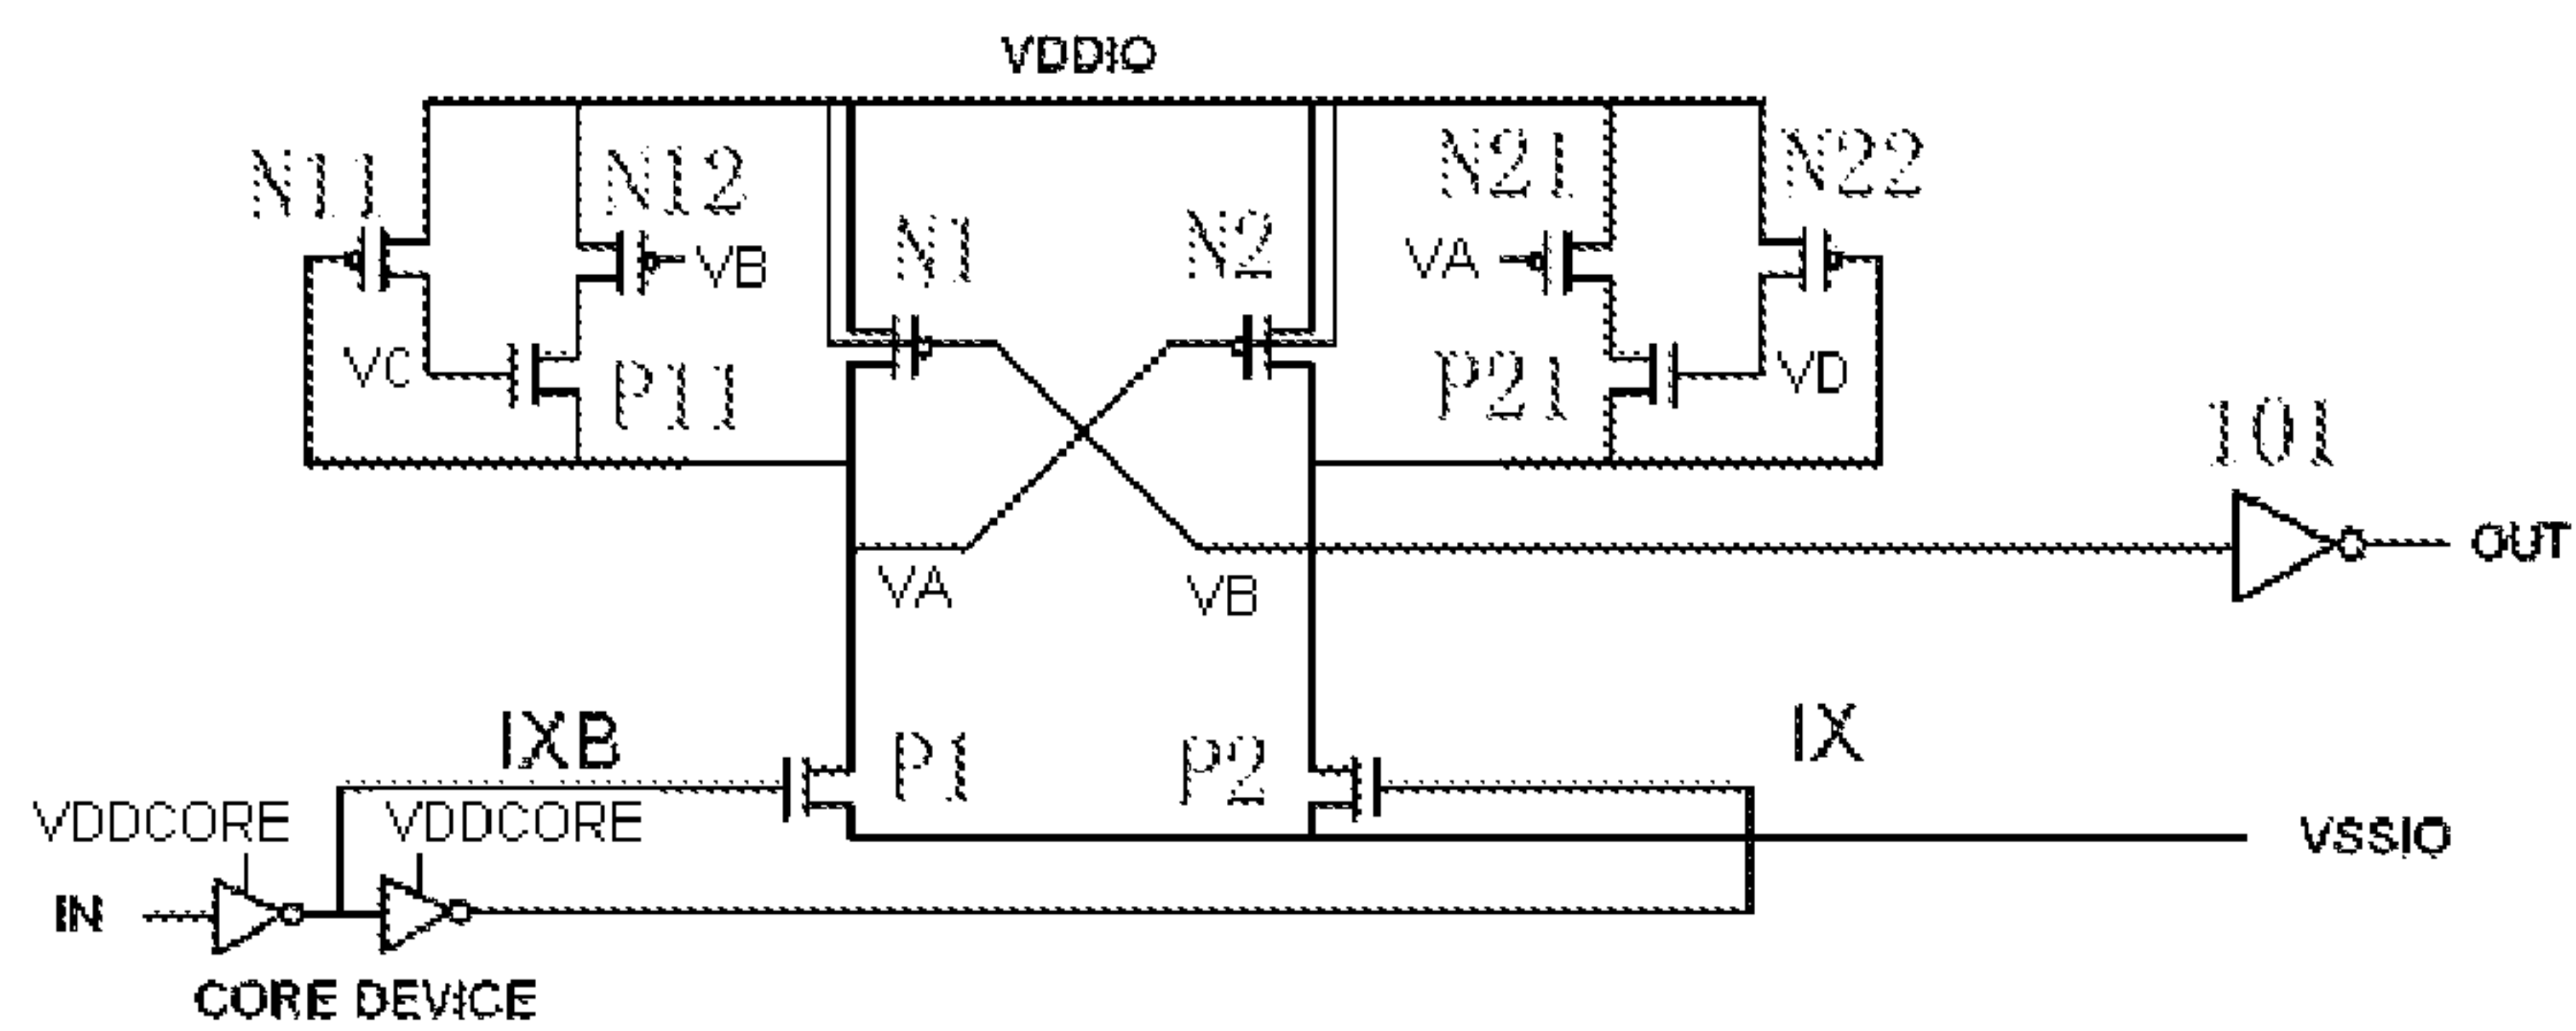 VDDIO
N11
N12
N21
N22
N1
N2
VB
VA
VC
P11
P21
VD
101
OUT
VA
VB
IXB
P1
P2
IX
VDDCORE
VDDCORE
VSSIO
IN
CORE DEVICE